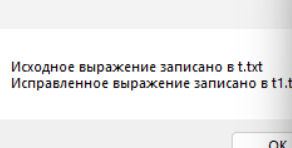 Исходное выражение записано в t.txt
Исправленное выражение записано в t1.t
OK